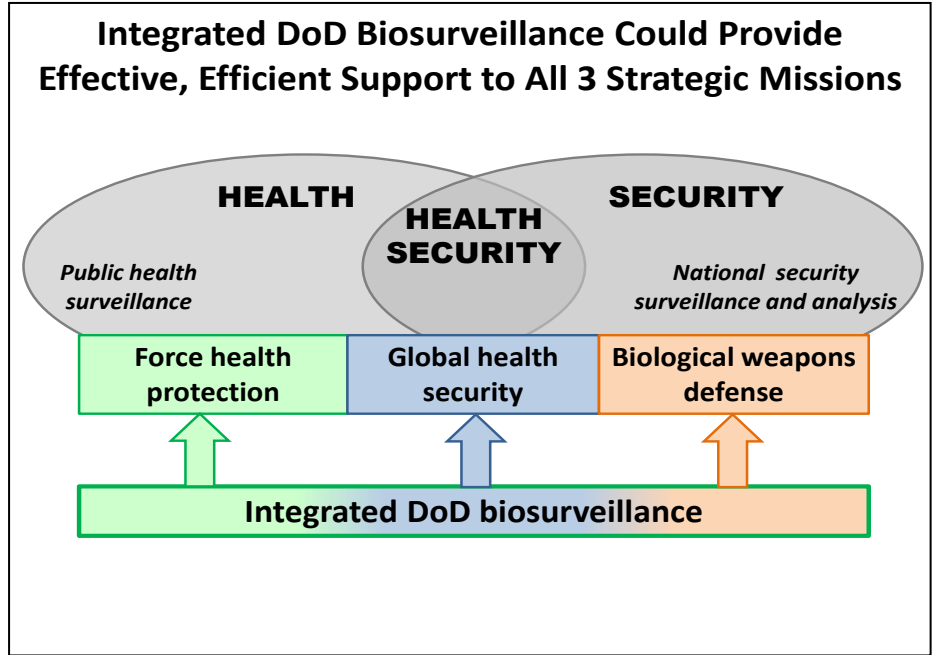 Integrated DoD Biosurveillance Could Provide
Effective, Efficient Support to All 3 Strategic Missions
HEALTH
SECURITY
HEALTH
SECURITY
Public health
surveillance
National security
surveillance and analysis
Force health
protection
Global health
security
Biological weapons
defense
Integrated DoD biosurveillance